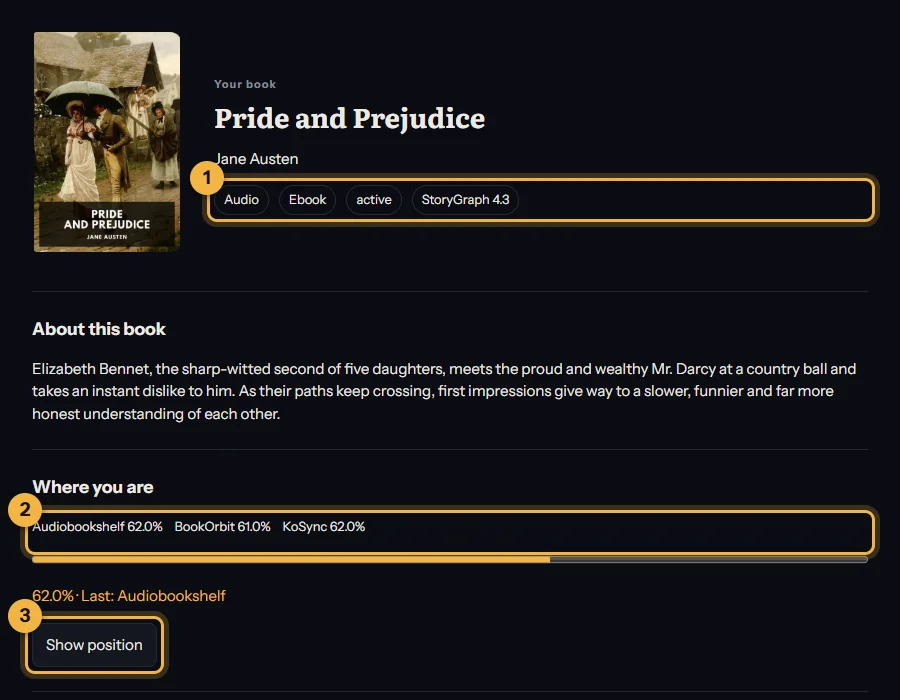 PRIDE
AND PREJUDICE
JANE AUSTEN
Your book
Pride and Prejudice
Jane Austen
1
Audio Ebook active StoryGraph 4.3
About this book
Elizabeth Bennet, the sharp-witted second of five daughters, meets the proud and wealthy Mr. Darcy at a country ball and
takes an instant dislike to him. As their paths keep crossing, first impressions give way to a slower, funnier and far more
honest understanding of each other.
Where you are
2
Audiobookshelf 62.0% BookOrbit 61.0% KoSync 62.0%
62.0% · Last: Audiobookshelf
3
Show position